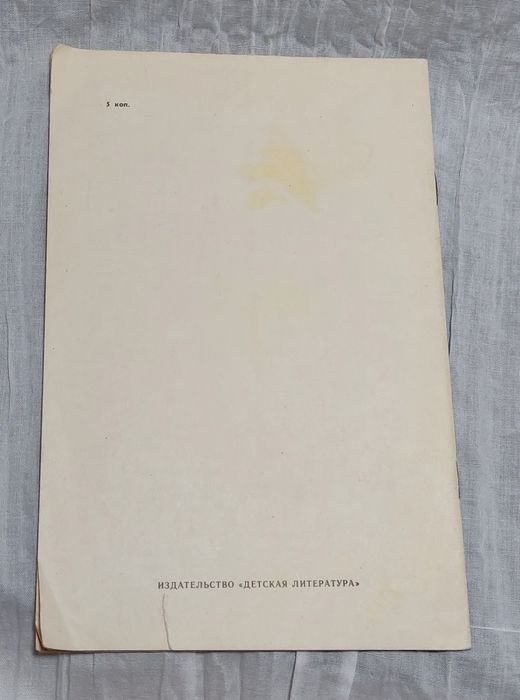 5 коп.
ИЗДАТЕЛЬСТВО «ДЕТСКАЯ ЛИТЕРАТУРА»